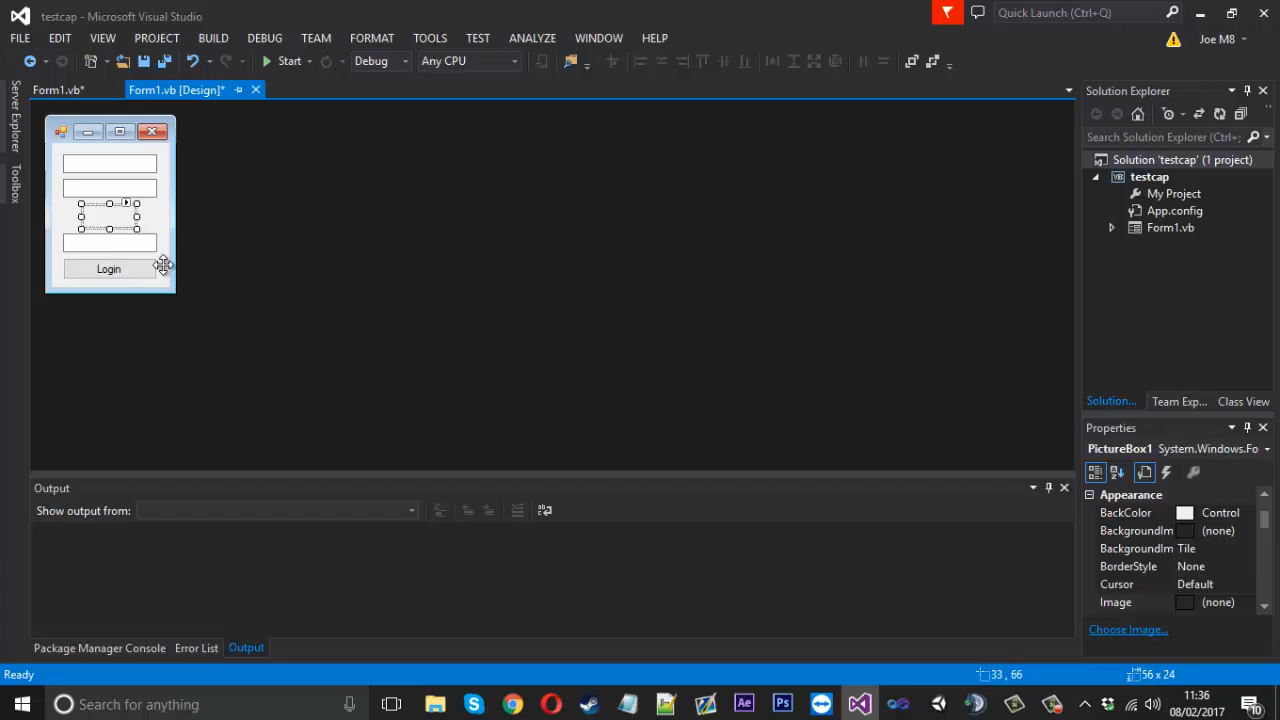 testcap - Microsoft Visual Studio
Quick Launch (Ctrl+Q)
FILE EDIT VIEW PROJECT BUILD DEBUG TEAM FORMAT TOOLS TEST ANALYZE WINDOW HELP
Joe M8
Start Debug Any CPU
Form1.vb* Form1.vb [Design]*
Server Explorer
Toolbox
Login
Solution Explorer
Search Solution Explorer (Ctrl+;
Solution 'testcap' (1 project)
VB testcap
My Project
App.config
Form1.vb
Solution... Team Exp... Class View
Properties
PictureBox1 System.Windows.Fo
Appearance
BackColor Control
BackgroundIm (none)
BackgroundIm Tile
BorderStyle None
Cursor Default
Image (none)
Choose Image...
Output
Show output from:
Package Manager Console Error List Output
Ready
33 , 66
56 x 24
Search for anything
Ae
Ps
11:36
08/02/2017
10